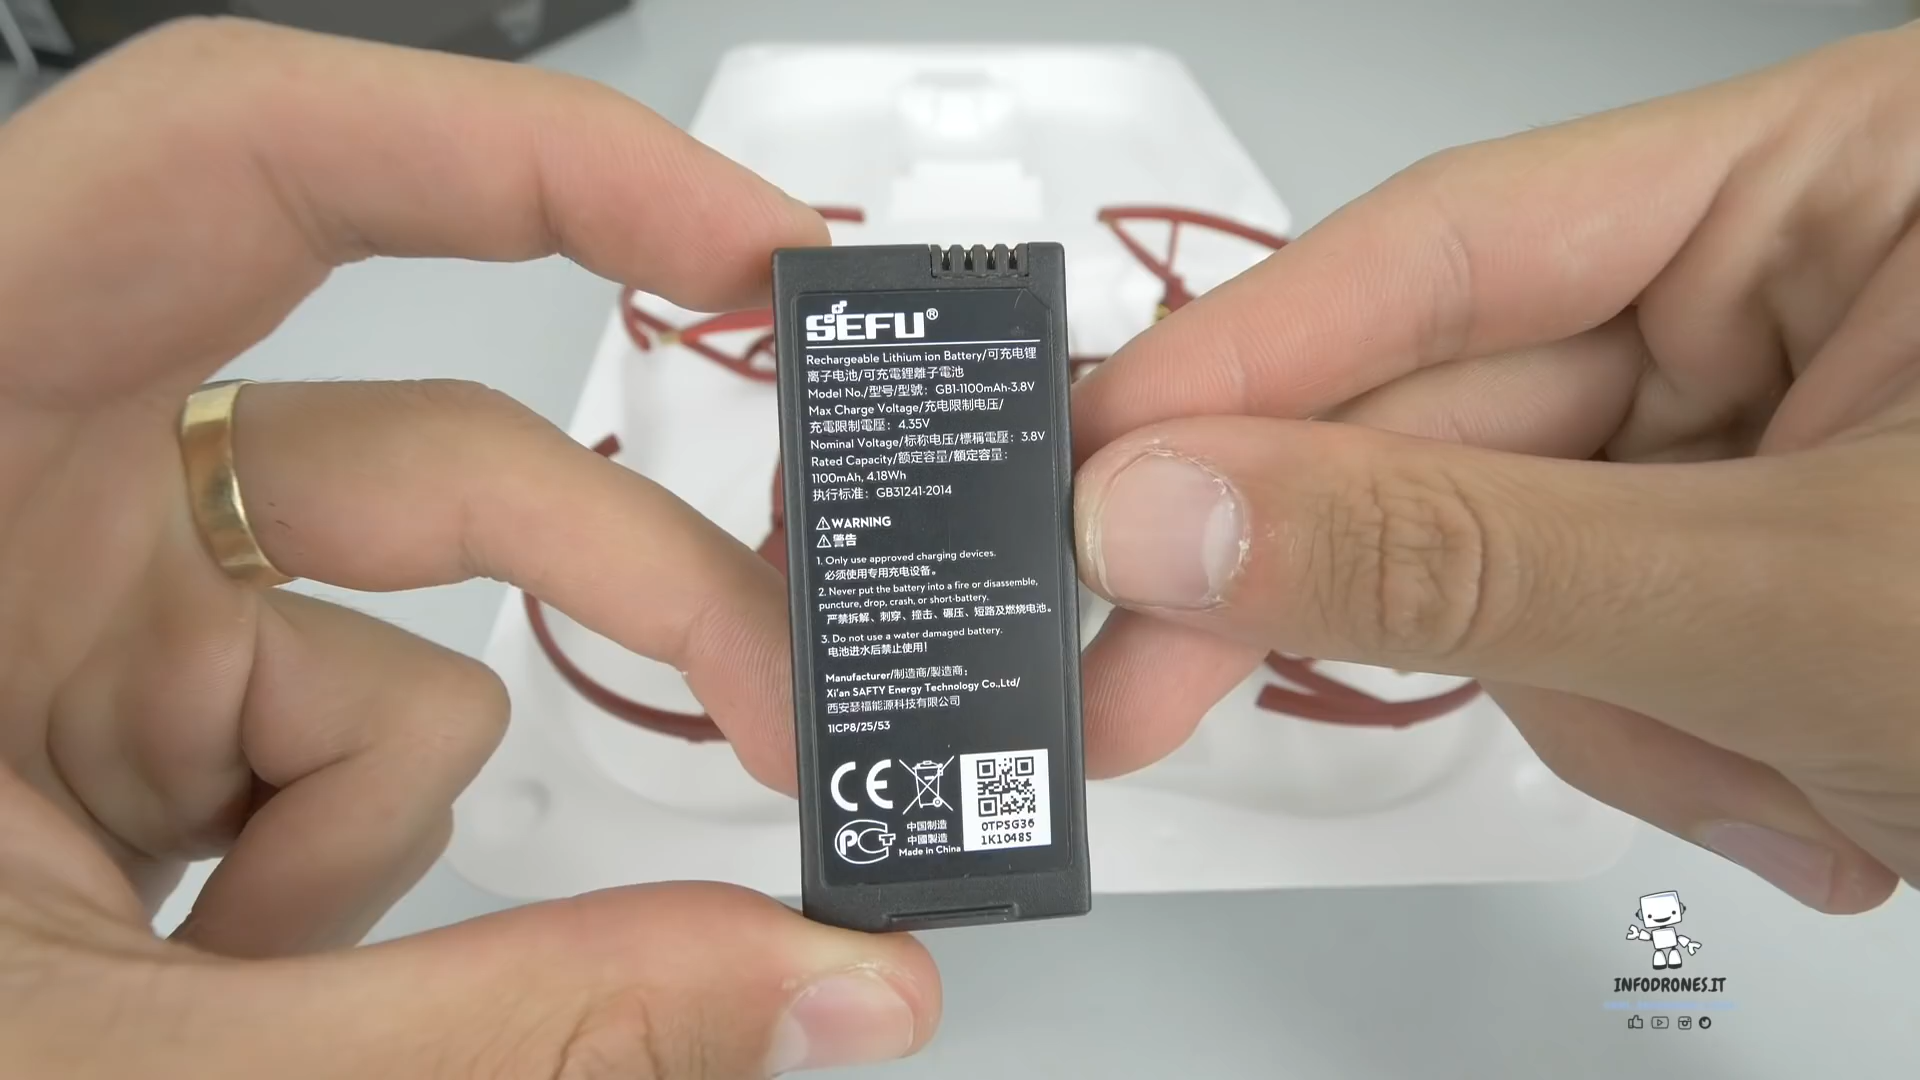 SEFU®
Rechargeable Lithium ion Battery/可充电锂
离子电池/可充電鋰離子電池
Model No./型号/型號: GB1-1100mAh-3.8V
Max Charge Voltage/充电限制电压/
充電限制電壓: 4.35V
Nominal Voltage/标称电压/標稱電壓: 3.8V
Rated Capacity/额定容量/額定容量:
1100mAh, 4.18Wh
执行标准: GB31241-2014
⚠WARNING
⚠警告
1. Only use approved charging devices.
必须使用专用充电设备。
2. Never put the battery into a fire or disassemble,
puncture, drop, crash, or short-battery.
严禁拆解、刺穿、撞击、碾压、短路及燃烧电池。
3. Do not use a water damaged battery.
电池进水后禁止使用!
Manufacturer/制造商/製造商:
Xi'an SAFTY Energy Technology Co.,Ltd/
西安瑟福能源科技有限公司
1ICP8/25/53
CE
PCT
中国制造
中國製造
Made in China
0TPSG36
1K1048S
INFODRONES.IT